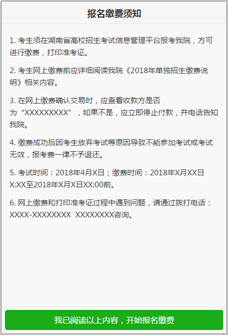 报名缴费须知
1. 考生须在湖南省高校招生考试信息管理平台报考我院，方可
进行缴费，打印准考证。
2. 考生网上缴费前应详细阅读我院《2018年单独招生缴费说
明》相关内容。
3. 在网上缴费确认交易时，应查看收款方是否
为“XXXXXXXXX”，如果不是，应立即停止付款，并电话告知
我院。
4. 缴费成功后因考生放弃考试等原因导致不能参加考试或考试
无效，报考费一律不予退还。
5. 考试时间：2018年4月X日；缴费时间：2018年X月XX日
X:XX至2018年X月X日XX:00前。
6. 网上缴费和打印准考证过程中遇到问题，请通过拨打电话：
XXXX-XXXXXXXX XXXXXXXX咨询。
我已阅读以上内容，开始报名缴费